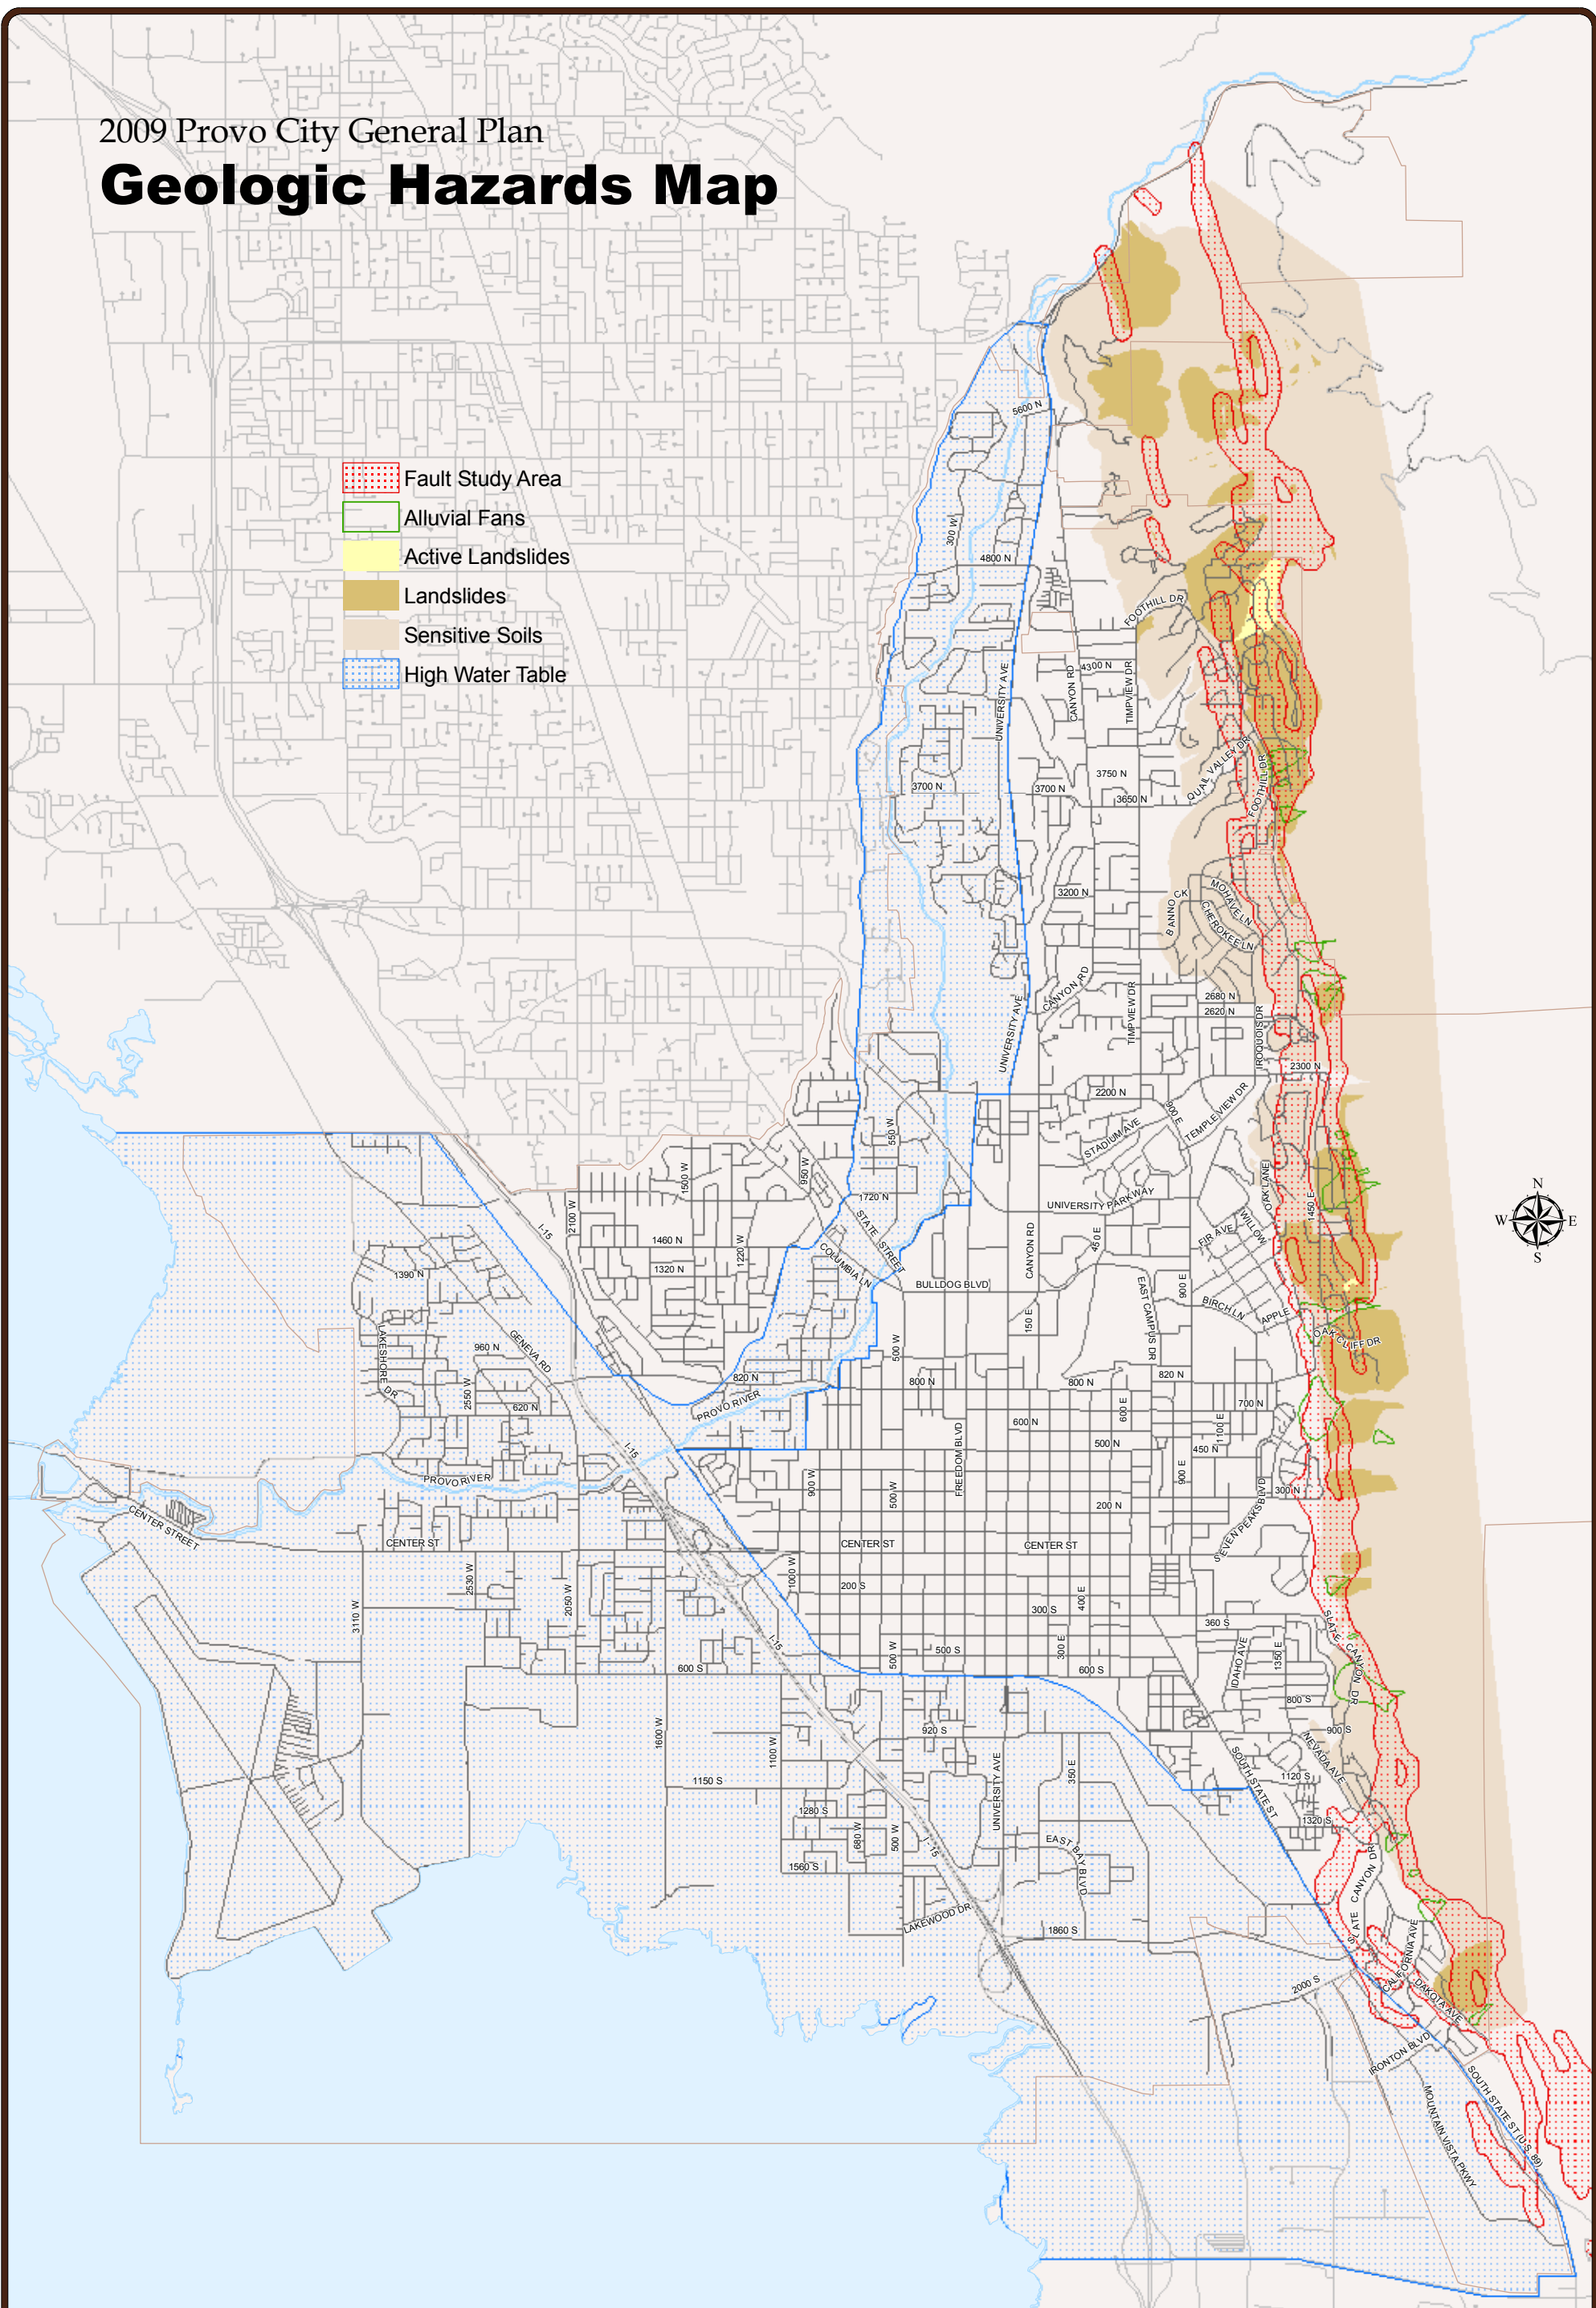 2009 Provo City General Plan
Geologic Hazards Map
Fault Study Area
Alluvial Fans
Active Landslides
Landslides
Sensitive Soils
High Water Table
5600 N
300 W
4800 N
FOOTHILL DR
UNIVERSITY AVE
CANYON RD
4300 N
TIMPVIEW DR
QUAIL VALLEY DR
FOOTHILL DR
3700 N
3700 N
3750 N
3650 N
3200 N
BANNOCK
MOHAVE LN
CHEROKEE LN
UNIVERSITY AVE
CANYON RD
TIMPVIEW DR
2680 N
2620 N
IROQUOIS DR
2300 N
2200 N
900 E
TEMPLE VIEW DR
STADIUM AVE
550 W
950 W
1500 W
2100 W
1720 N
STATE STREET
UNIVERSITY PARKWAY
OAK LANE
1450 E
N
W
E
S
I-15
1460 N
1220 W
COLUMBIA LN
CANYON RD
450 E
FIR AVE
WILLOW
1390 N
1320 N
BULLDOG BLVD
EAST CAMPUS DR
900 E
BIRCH LN
APPLE
OAK CLIFF DR
150 E
LAKESHORE DR
960 N
GENEVA RD
2550 W
620 N
820 N
PROVO RIVER
500 W
800 N
800 N
820 N
600 E
700 N
1100 E
600 N
500 N
450 N
FREEDOM BLVD
I-15
PROVO RIVER
900 W
500 W
900 E
300 N
200 N
SEVEN PEAKS BLVD
CENTER STREET
CENTER ST
CENTER ST
CENTER ST
2530 W
2050 W
3110 W
1000 W
200 S
400 E
300 S
360 S
SLATE CANYON DR
I-15
500 W
500 S
300 E
600 S
600 S
IDAHO AVE
1350 E
800 S
900 S
1600 W
1100 W
920 S
UNIVERSITY AVE
350 E
NEVADA AVE
SOUTH STATE ST
1120 S
1150 S
1280 S
680 W
500 W
I-15
1320 S
1560 S
EAST BAY BLVD
LAKEWOOD DR
1860 S
SLATE CANYON DR
CALIFORNIA AVE
2000 S
DAKOTA AVE
IRONTON BLVD
SOUTH STATE ST (U.S. 89)
MOUNTAIN VISTA PKWY